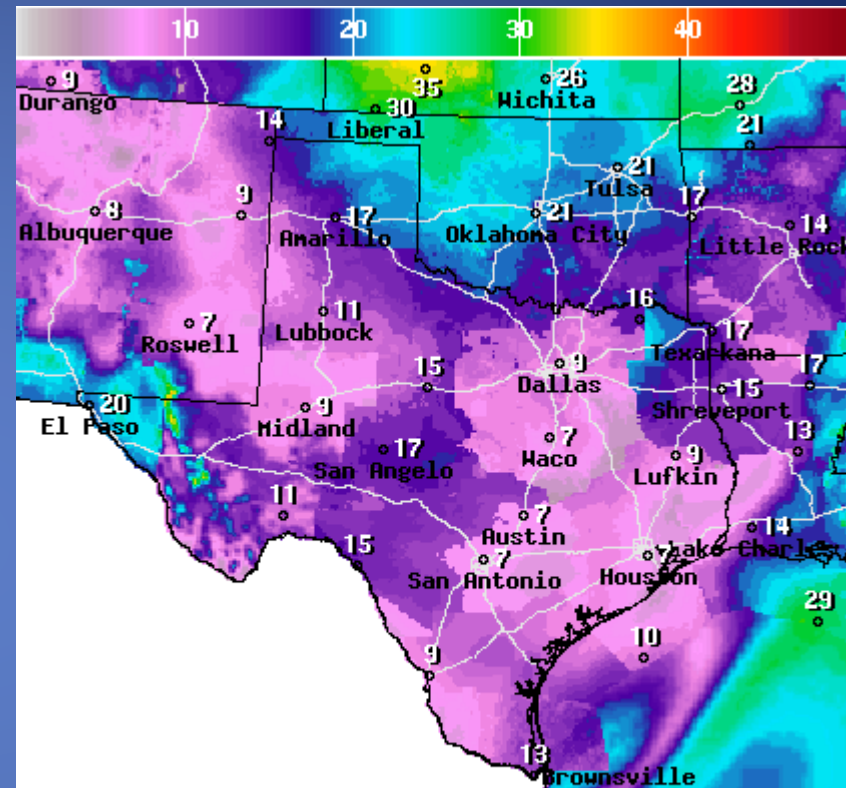 10 20 30 40
9 35 26 28
Durango Wichita
30
Liberal
14 21
21
Tulsa
8 9 17 21 17 14
Albuquerque Amarillo Oklahoma City Little Rock
7 11 16 17
Roswell Lubbock Texarkana
15 9 15 17
Dallas Shreveport
20 9
El Paso Midland
17 7 9 13
San Angelo Waco Lufkin
11 7 14
Austin
15 7 Lake Charles
San Antonio Houston
29
9 10
13
Brownsville